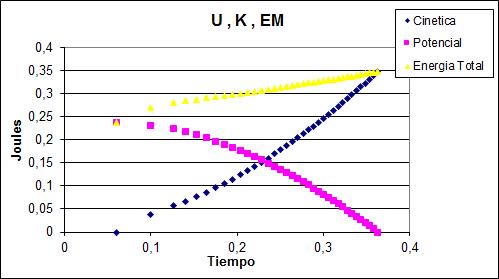 U , K , EM
Cinetica
Potencial
Energia Total
0,4
0,35
0,3
0,25
0,2
0,15
0,1
0,05
0
Joules
0 0,1 0,2 0,3 0,4
Tiempo